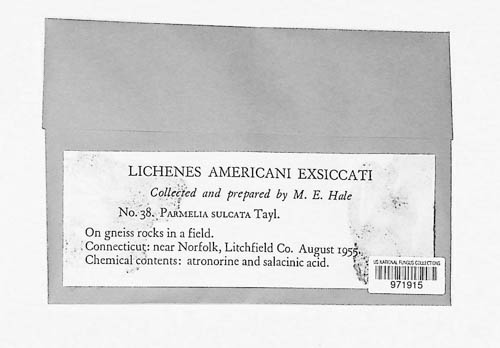 LICHENES AMERICANI EXSICCATI
Collected and prepared by M. E. Hale
No. 38. PARMELIA SULCATA Tayl.
On gneiss rocks in a field.
Connecticut: near Norfolk, Litchfield Co. August 1955.
Chemical contents: atronorine and salacinic acid.
US NATIONAL FUNGUS COLLECTIONS
971915